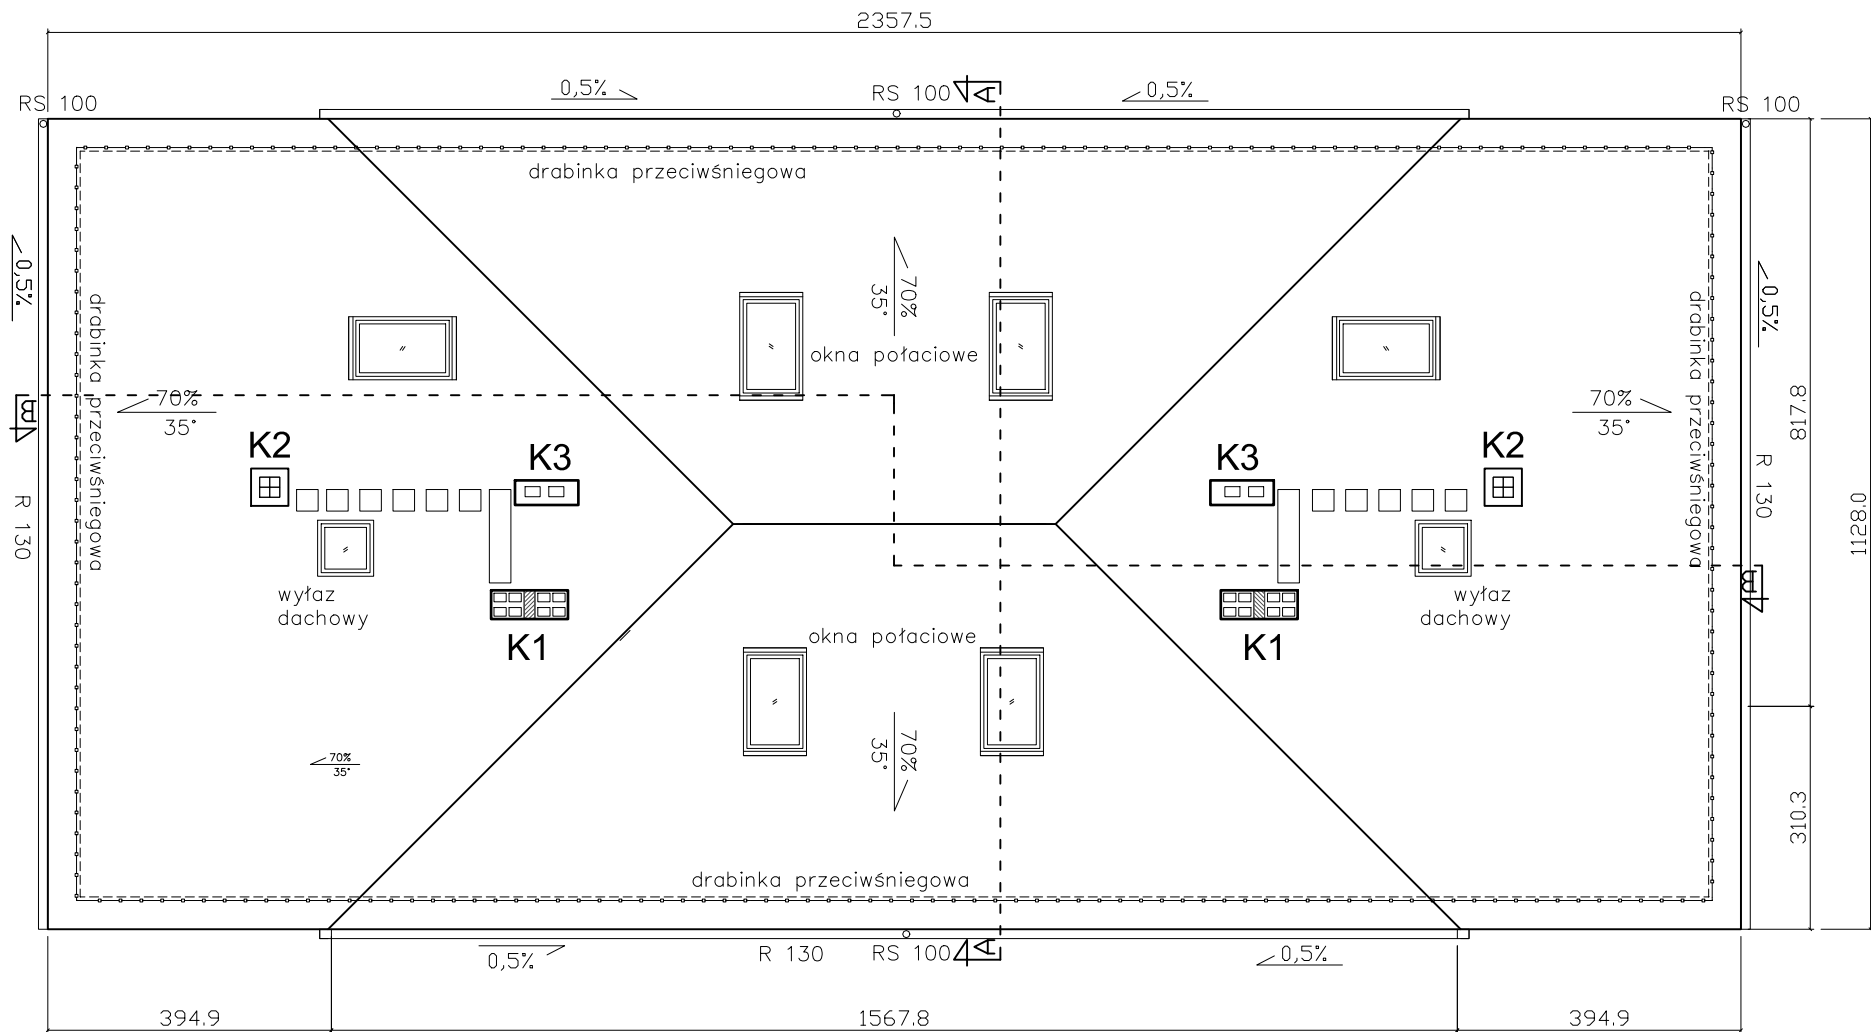 2357.5
0,5%
RS 100
A
0,5%
RS 100
RS 100
drabinka przeciwśniegowa
0,5%
0,5%
drabinka przeciwśniegowa
70%
35°
drabinka przeciwśniegowa
okna połaciowe
70%
35°
70%
35°
B
817.8
K2
K3
K3
K2
R 130
R 130
1128.0
wyłaz
dachowy
wyłaz
dachowy
B
K1
K1
okna połaciowe
70%
35°
70%
35°
310.3
drabinka przeciwśniegowa
0,5%
R 130
RS 100
A
0,5%
394.9
1567.8
394.9